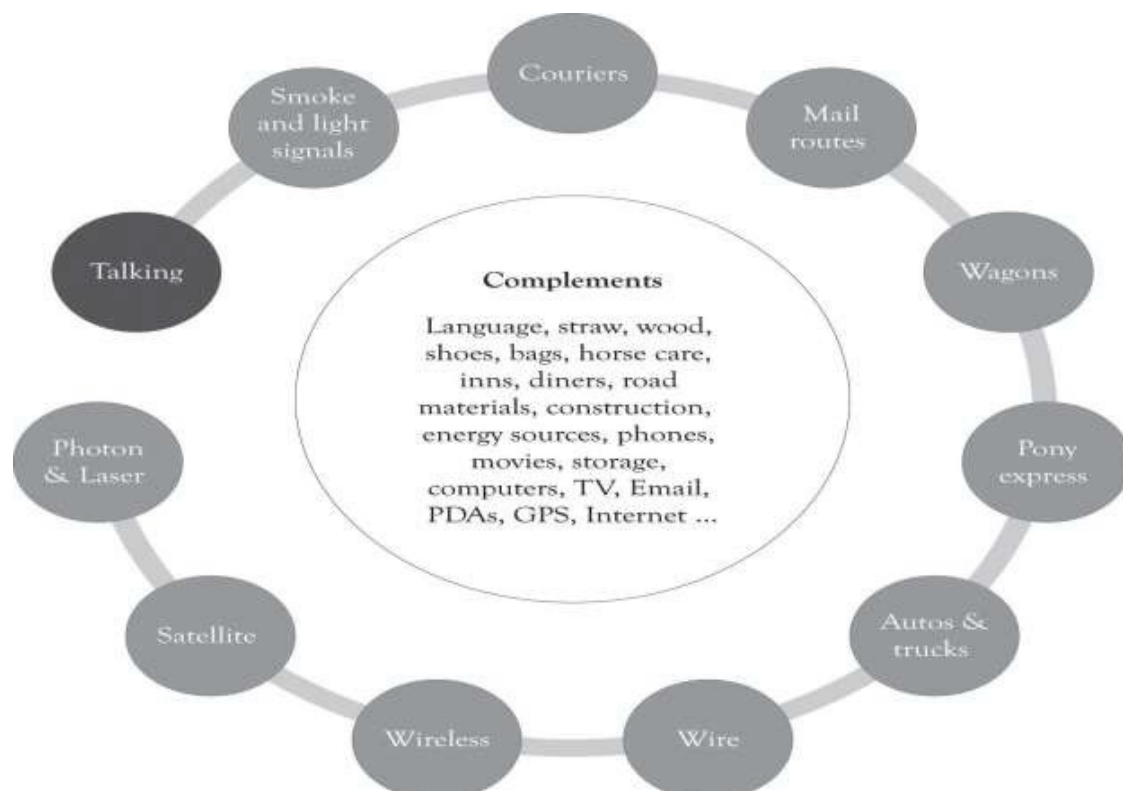 Couriers
Smoke
and light
signals
Mail
routes
Talking
Wagons
Complements
Language, straw, wood,
shoes, bags, horse care,
inns, diners, road
materials, construction,
energy sources, phones,
movies, storage,
computers, TV, Email,
PDAs, GPS, Internet ...
Photon
& Laser
Pony
express
Satellite
Autos &
trucks
Wireless
Wire